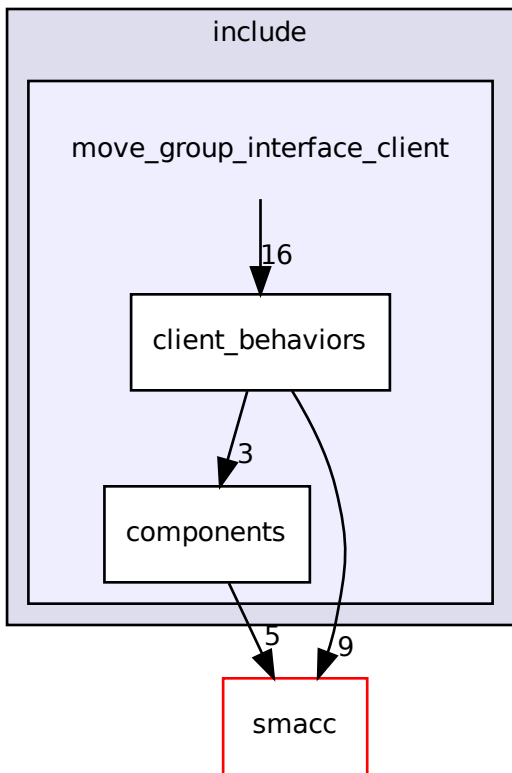 include
move_group_interface_client
16
client_behaviors
3
components
5
9
smacc